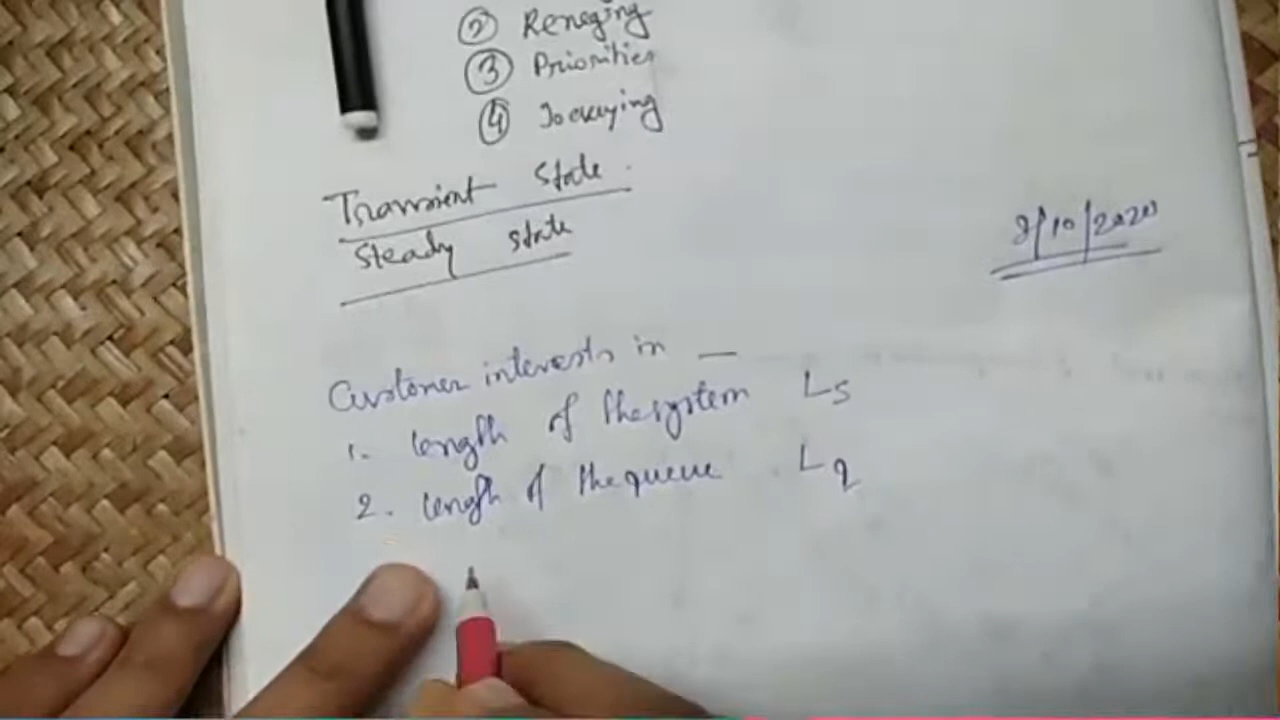 ② Reneging
③ Priorities
④ Jockeying
Transient State.
Steady state
8/10/2020
Customer interests in —
1. length of the system Ls
2. length of the queue Lq